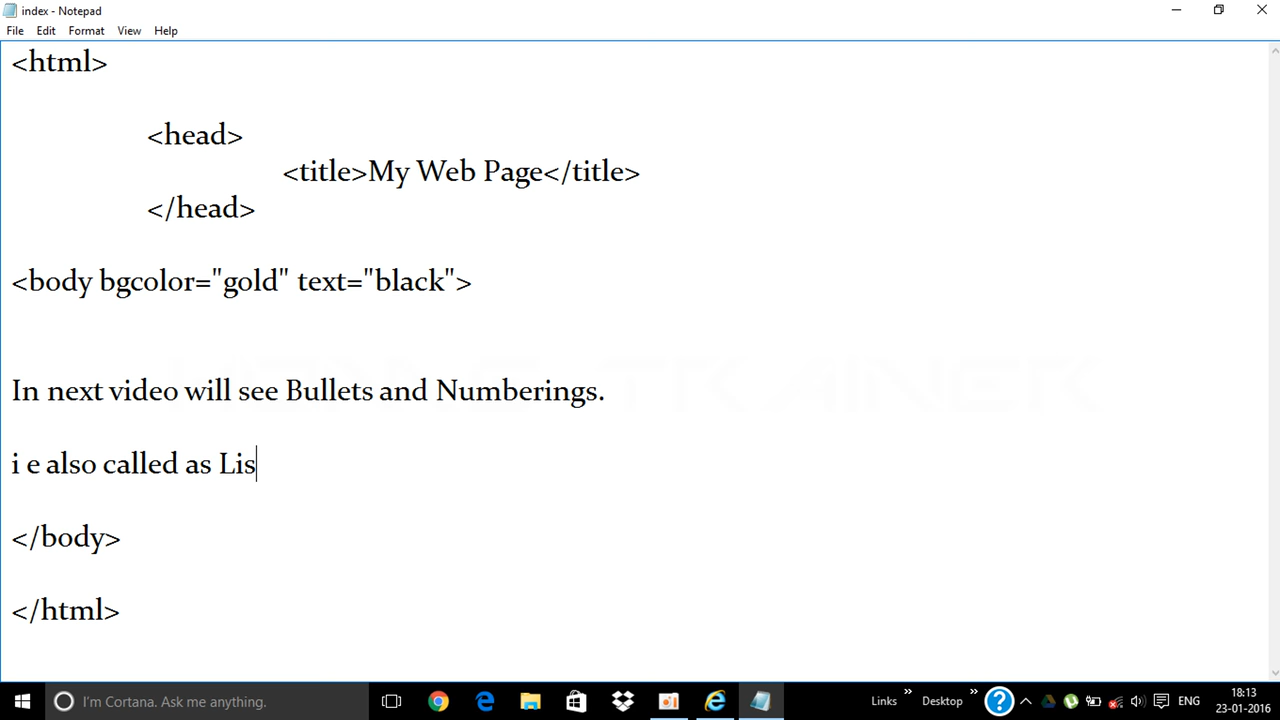 index - Notepad
File Edit Format View Help
<html>
<head>
<title>My Web Page</title>
</head>
<body bgcolor="gold" text="black">
In next video will see Bullets and Numberings.
i e also called as Lis
</body>
</html>
I'm Cortana. Ask me anything.
Links » Desktop » ENG
18:13
23-01-2016